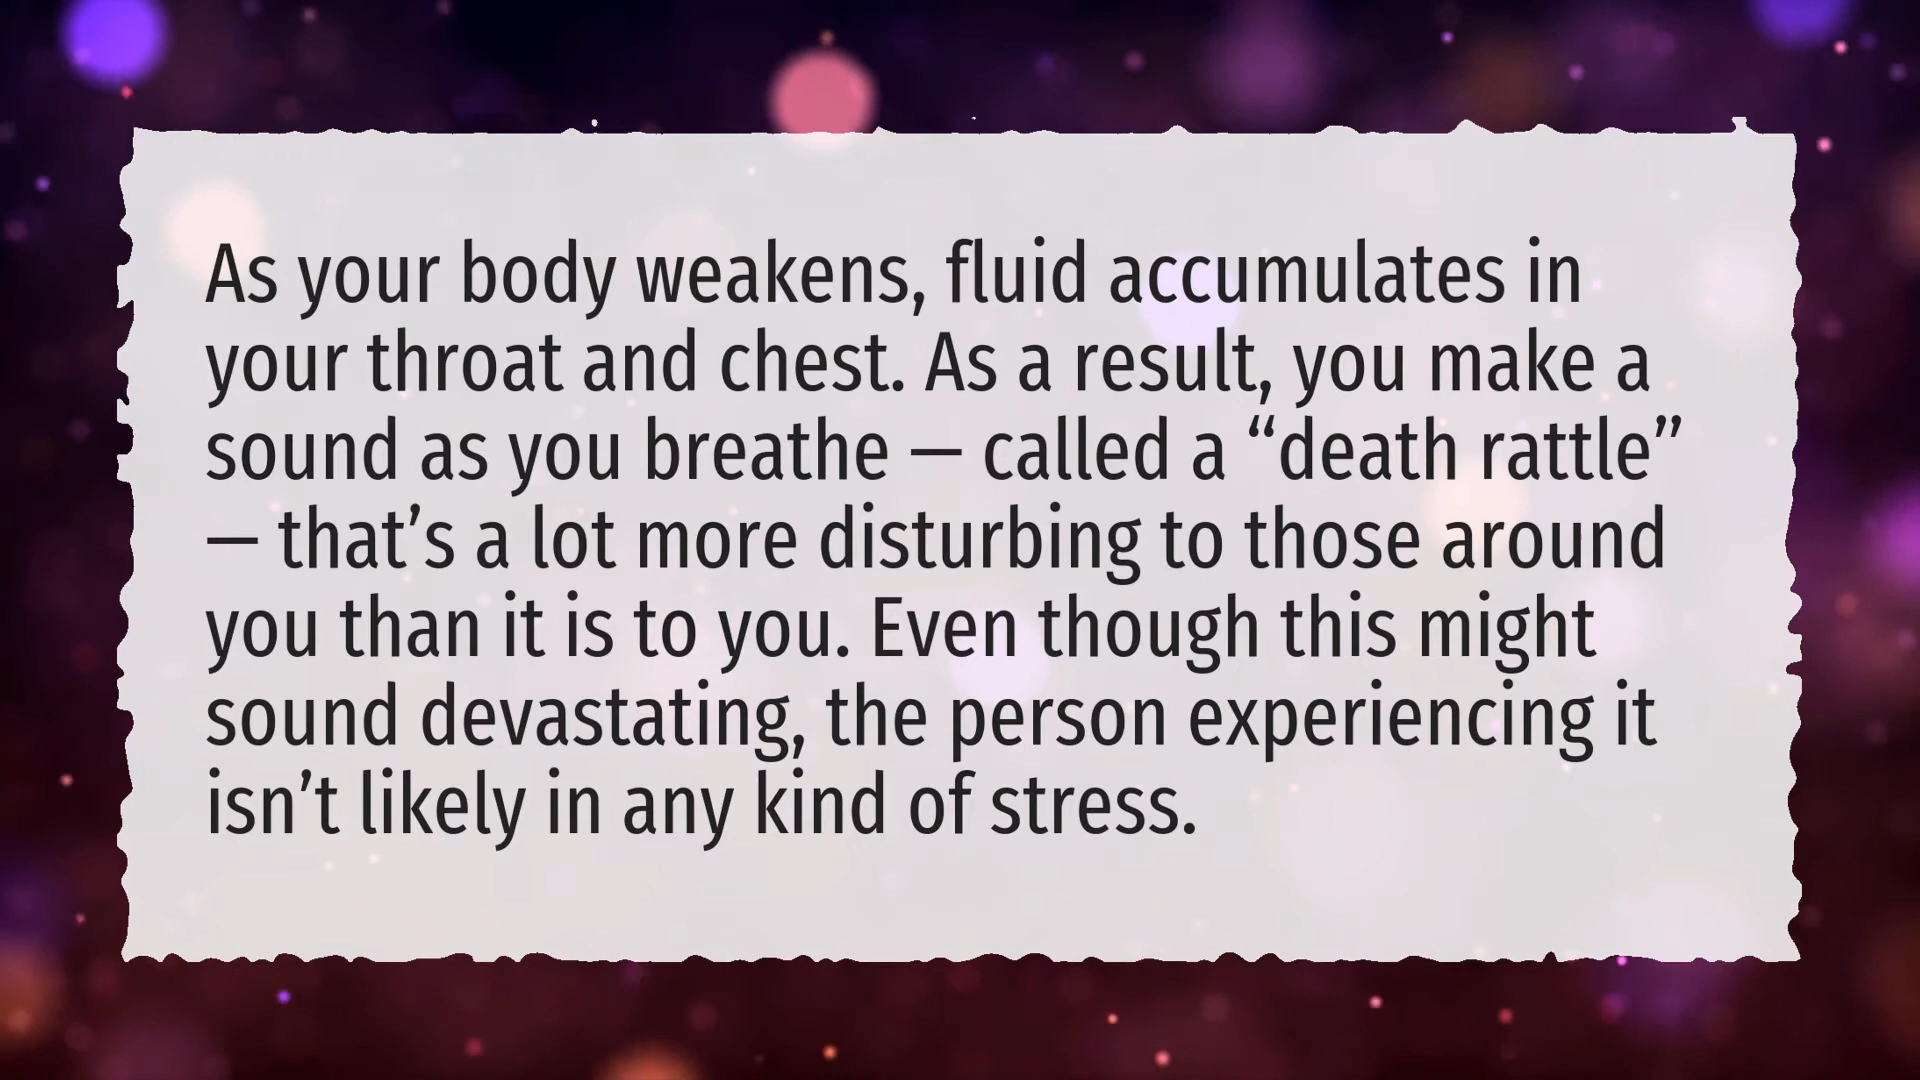 As your body weakens, fluid accumulates in
your throat and chest. As a result, you make a
sound as you breathe — called a “death rattle”
— that’s a lot more disturbing to those around
you than it is to you. Even though this might
sound devastating, the person experiencing it
isn’t likely in any kind of stress.